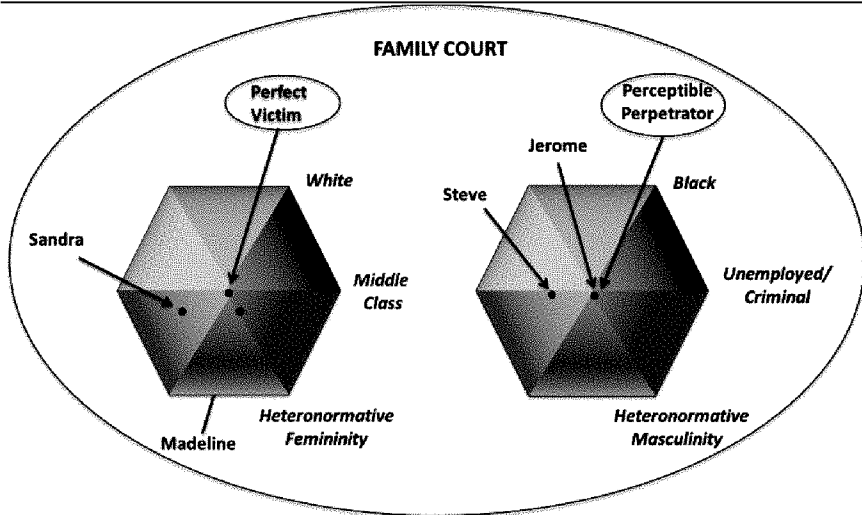 FAMILY COURT
Perfect
Victim
Perceptible
Perpetrator
Jerome
White
Black
Steve
Sandra
Middle
Class
Unemployed/
Criminal
Heteronormative
Femininity
Heteronormative
Masculinity
Madeline